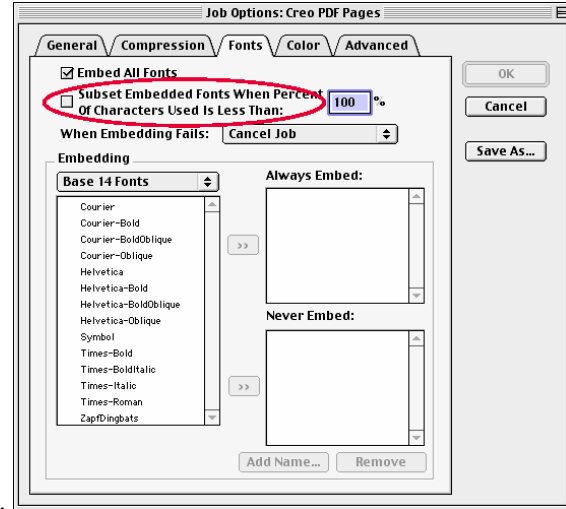 Job Options: Creo PDF Pages
General
Compression
Fonts
Color
Advanced
Embed All Fonts
Subset Embedded Fonts When Percent
Of Characters Used Is Less Than:
100 %
When Embedding Fails: Cancel Job
OK
Cancel
Save As...
Embedding
Base 14 Fonts
Courier
Courier-Bold
Courier-BoldOblique
Courier-Oblique
Helvetica
Helvetica-Bold
Helvetica-BoldOblique
Helvetica-Oblique
Symbol
Times-Bold
Times-BoldItalic
Times-Italic
Times-Roman
ZapfDingbats
>>
>>
Always Embed:
Never Embed:
Add Name...
Remove